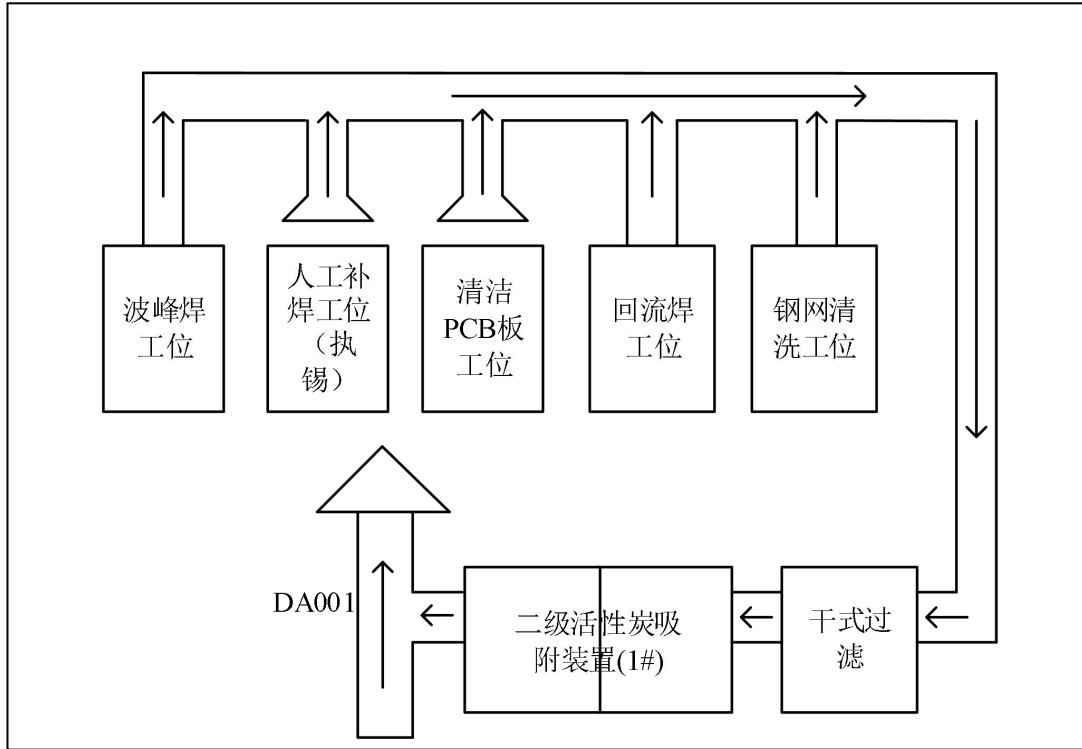 波峰焊
工位
人工补
焊工位
（执
锡）
清洁
PCB板
工位
回流焊
工位
钢网清
洗工位
DA001
二级活性炭吸
附装置(1#)
干式过
滤